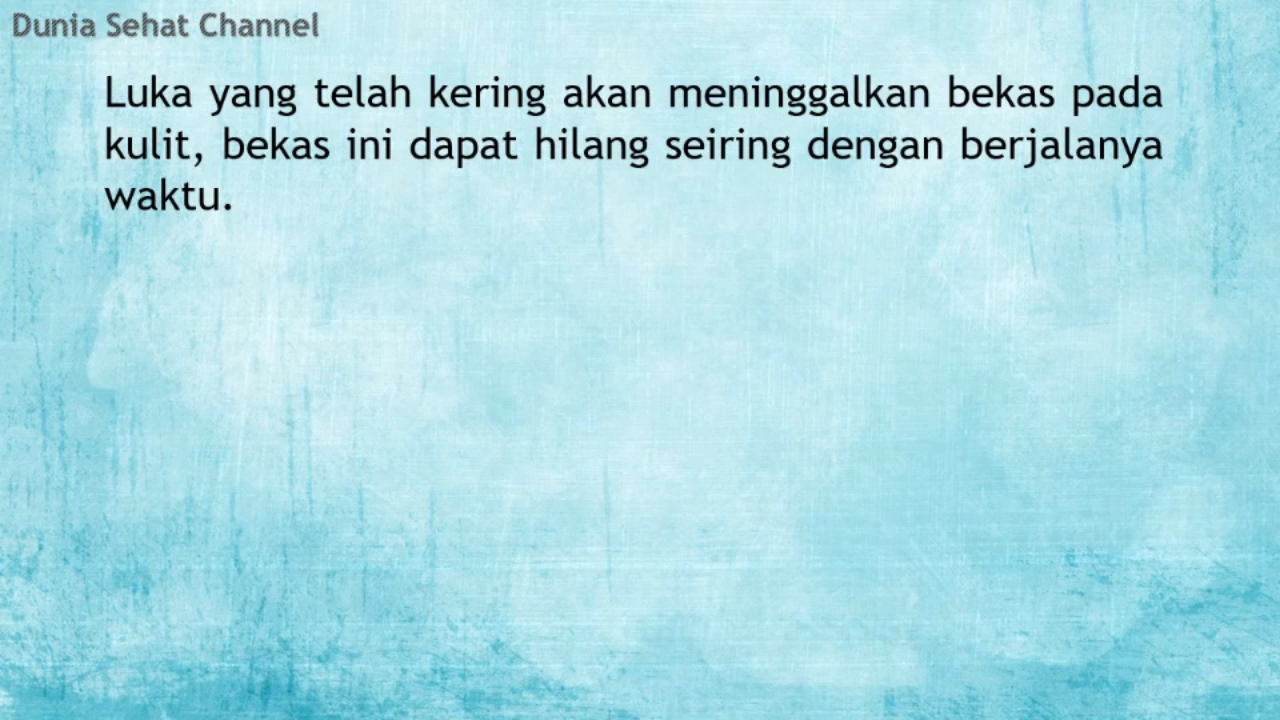 Dunia Sehat Channel
Luka yang telah kering akan meninggalkan bekas pada
kulit, bekas ini dapat hilang seiring dengan berjalanya
waktu.